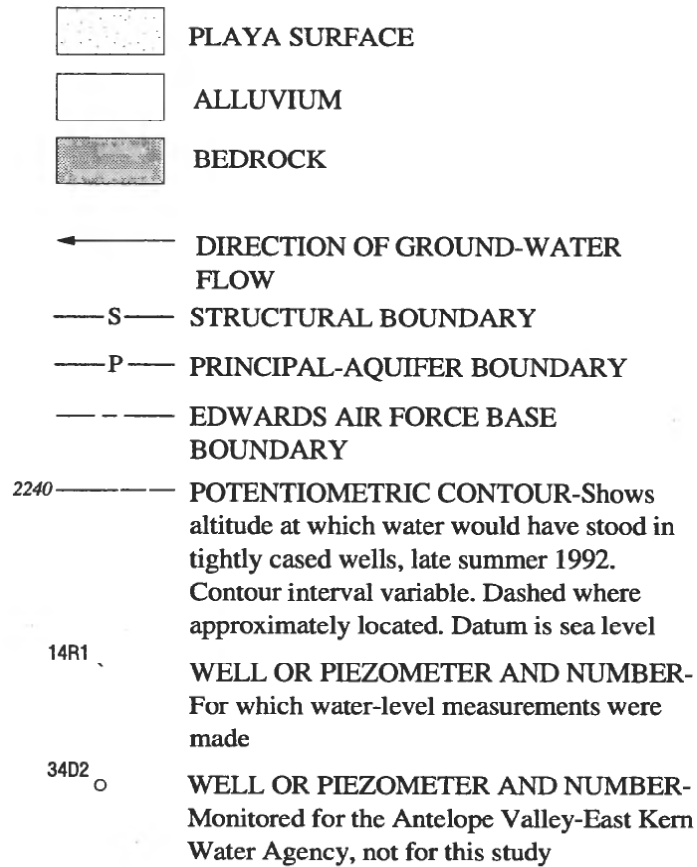 PLAYA SURFACE
ALLUVIUM
BEDROCK
DIRECTION OF GROUND-WATER
FLOW
S STRUCTURAL BOUNDARY
P PRINCIPAL-AQUIFER BOUNDARY
EDWARDS AIR FORCE BASE
BOUNDARY
2240 POTENTIOMETRIC CONTOUR-Shows
altitude at which water would have stood in
tightly cased wells, late summer 1992.
Contour interval variable. Dashed where
approximately located. Datum is sea level
14R1 WELL OR PIEZOMETER AND NUMBER-
For which water-level measurements were
made
34D2 WELL OR PIEZOMETER AND NUMBER-
Monitored for the Antelope Valley-East Kern
Water Agency, not for this study